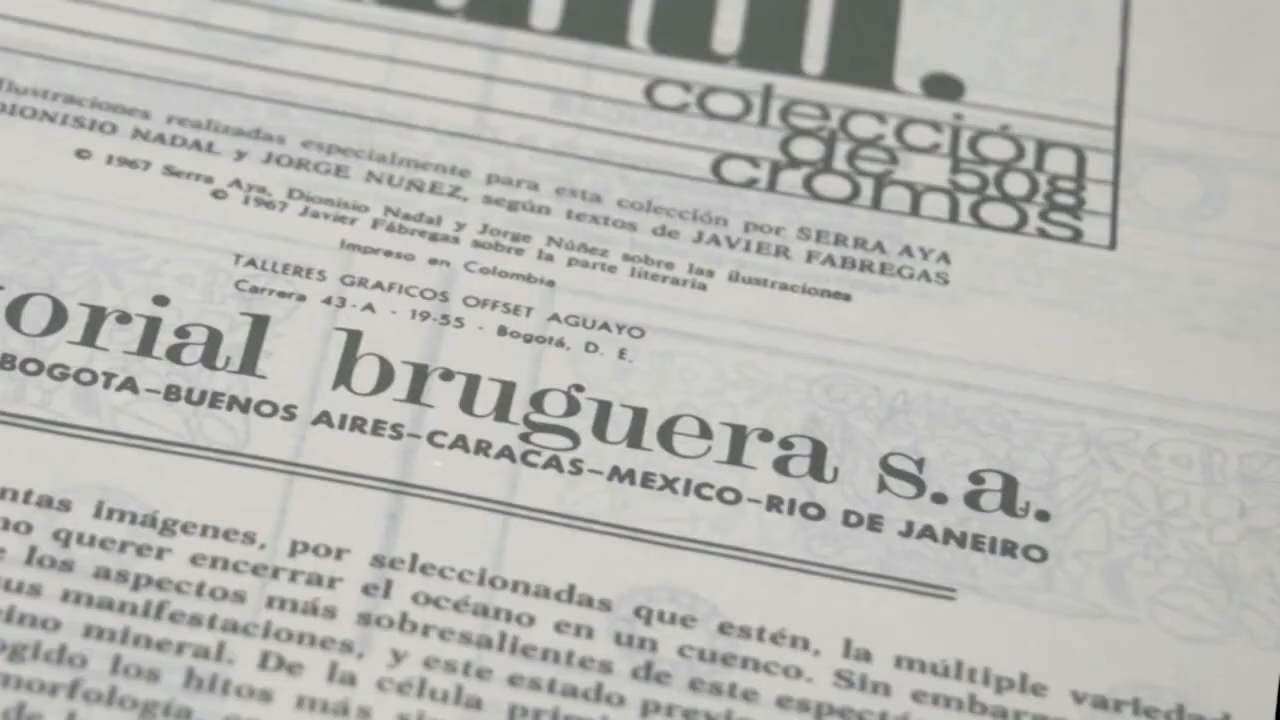 colección
de 508
cromos
Ilustraciones realizadas especialmente para esta colección por SERRA AYA
DIONISIO NADAL y JORGE NUÑEZ, según textos de JAVIER FABREGAS
© 1967 Serra Aya, Dionisio Nadal y Jorge Núñez sobre las ilustraciones
© 1967 Javier Fábregas sobre la parte literaria
Impreso en Colombia
TALLERES GRAFICOS OFFSET AGUAYO
Carrera 43-A - 19-55 - Bogotá, D. E.
orial bruguera s.a.
BOGOTA-BUENOS AIRES-CARACAS-MEXICO-RIO DE JANEIRO
ntas imágenes, por seleccionadas que estén, la múltiple variedad
no querer encerrar el océano en un cuenco. Sin embar
e los aspectos más sobresalientes de este espect
us manifestaciones, y este estado previ
eino mineral. De la célula pri
ogido los hitos más
morfología,